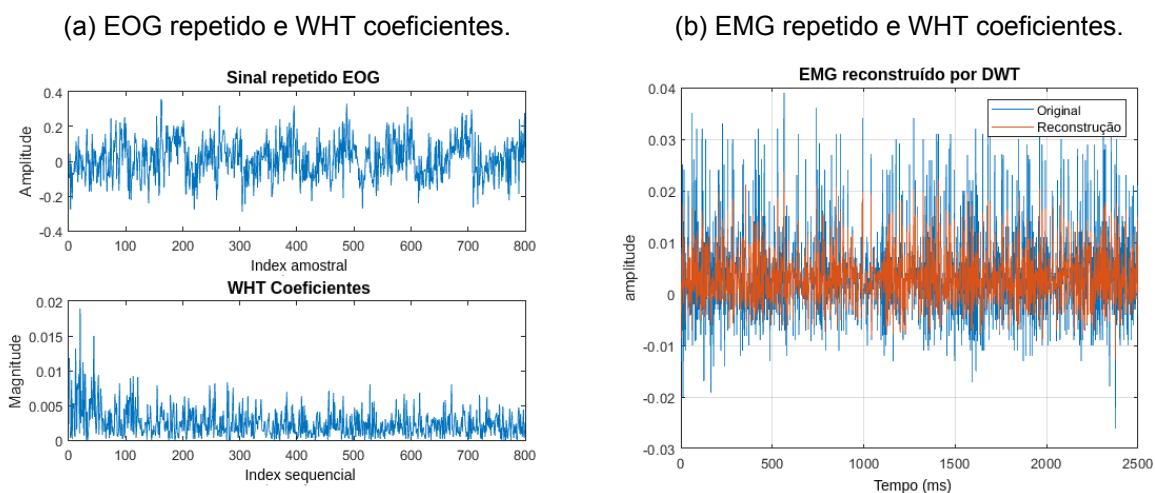 (a) EOG repetido e WHT coeficientes.
Sinal repetido EOG
Amplitude
0.4
0.2
0
-0.2
-0.4
0 100 200 300 400 500 600 700 800
Index amostral
WHT Coeficientes
Magnitude
0.02
0.015
0.01
0.005
0
0 100 200 300 400 500 600 700 800
Index sequencial
(b) EMG repetido e WHT coeficientes.
EMG reconstruído por DWT
Original
Reconstrução
amplitude
0.04
0.03
0.02
0.01
0
-0.01
-0.02
-0.03
0 500 1000 1500 2000 2500
Tempo (ms)